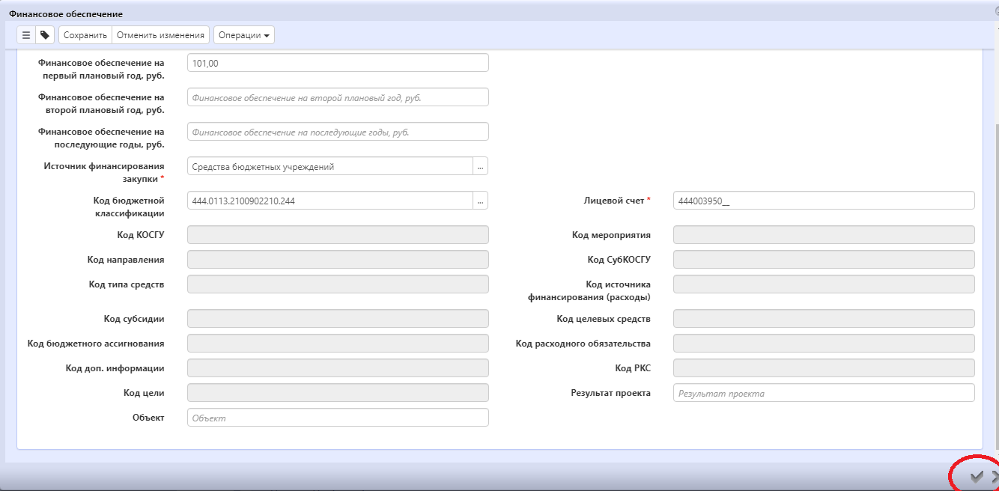 Финансовое обеспечение
Сохранить Отменить изменения Операции
Финансовое обеспечение на
первый плановый год, руб.
101,00
Финансовое обеспечение на
второй плановый год, руб.
Финансовое обеспечение на второй плановый год, руб.
Финансовое обеспечение на
последующие годы, руб.
Финансовое обеспечение на последующие годы, руб.
Источник финансирования
закупки *
Средства бюджетных учреждений ...
Код бюджетной
классификации
444.0113.2100902210.244 ...
Лицевой счет *
444003950__
Код КОСГУ
Код мероприятия
Код направления
Код СубКОСГУ
Код типа средств
Код источника
финансирования (расходы)
Код субсидии
Код целевых средств
Код бюджетного ассигнования
Код расходного обязательства
Код доп. информации
Код РКС
Код цели
Результат проекта
Результат проекта
Объект
Объект